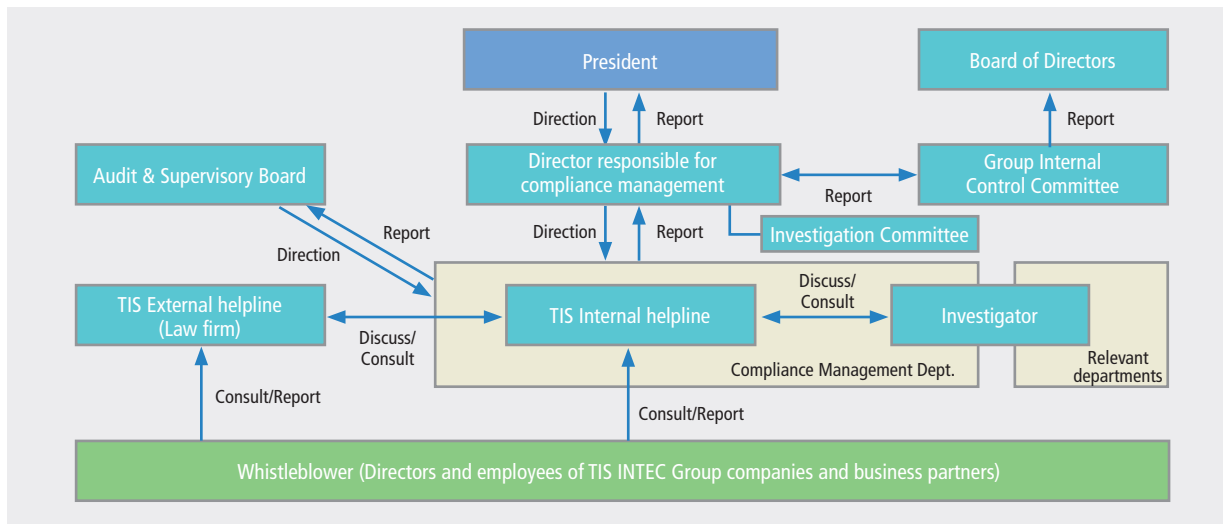 President
Board of Directors
Direction
Report
Report
Audit & Supervisory Board
Director responsible for
compliance management
Group Internal
Control Committee
Report
Report
Direction
Direction
Report
Investigation Committee
TIS External helpline
(Law firm)
Discuss/
Consult
TIS Internal helpline
Discuss/
Consult
Investigator
Compliance Management Dept.
Relevant
departments
Consult/Report
Consult/Report
Whistleblower (Directors and employees of TIS INTEC Group companies and business partners)